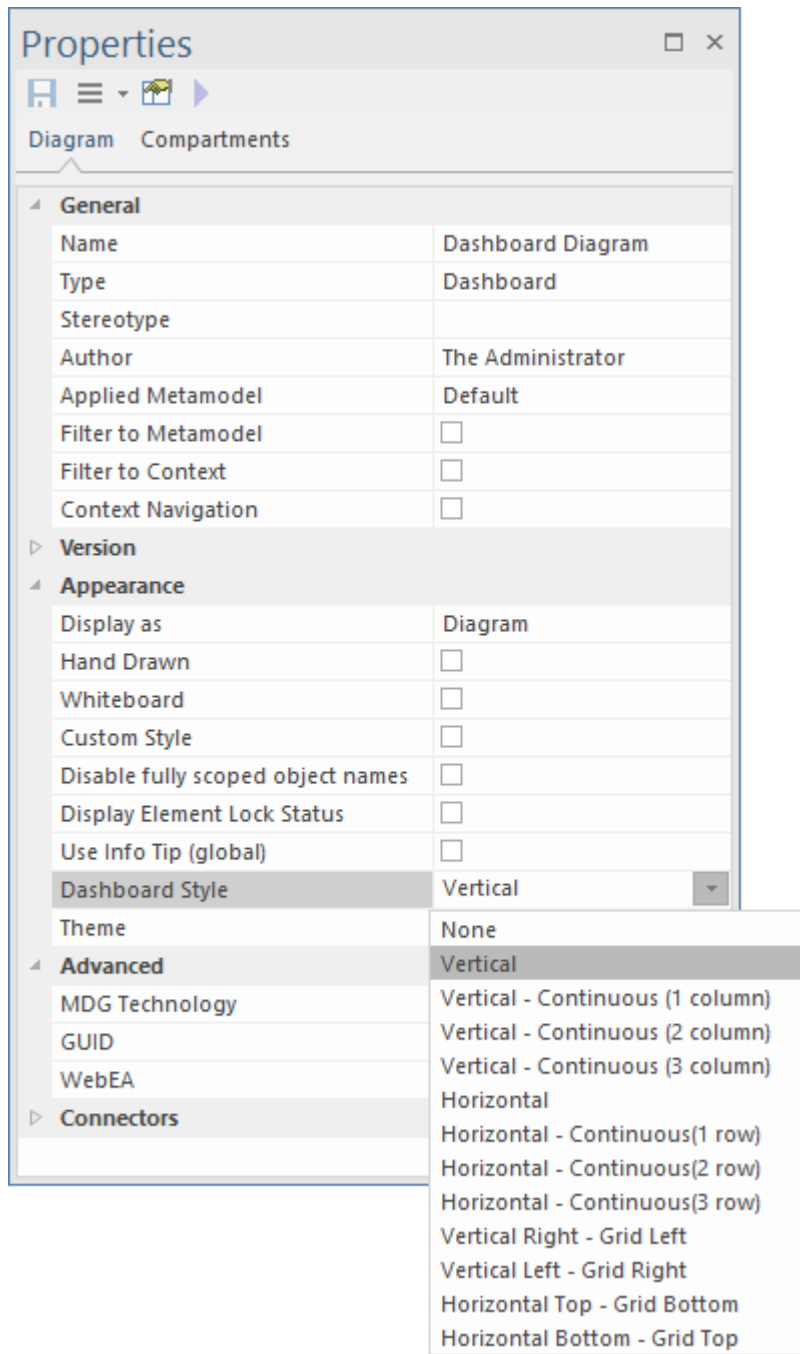 Properties
Diagram Compartments
General
Name Dashboard Diagram
Type Dashboard
Stereotype
Author The Administrator
Applied Metamodel Default
Filter to Metamodel
Filter to Context
Context Navigation
Version
Appearance
Display as Diagram
Hand Drawn
Whiteboard
Custom Style
Disable fully scoped object names
Display Element Lock Status
Use Info Tip (global)
Dashboard Style Vertical
Theme
Advanced
MDG Technology
GUID
WebEA
Connectors
None
Vertical
Vertical - Continuous (1 column)
Vertical - Continuous (2 column)
Vertical - Continuous (3 column)
Horizontal
Horizontal - Continuous(1 row)
Horizontal - Continuous(2 row)
Horizontal - Continuous(3 row)
Vertical Right - Grid Left
Vertical Left - Grid Right
Horizontal Top - Grid Bottom
Horizontal Bottom - Grid Top